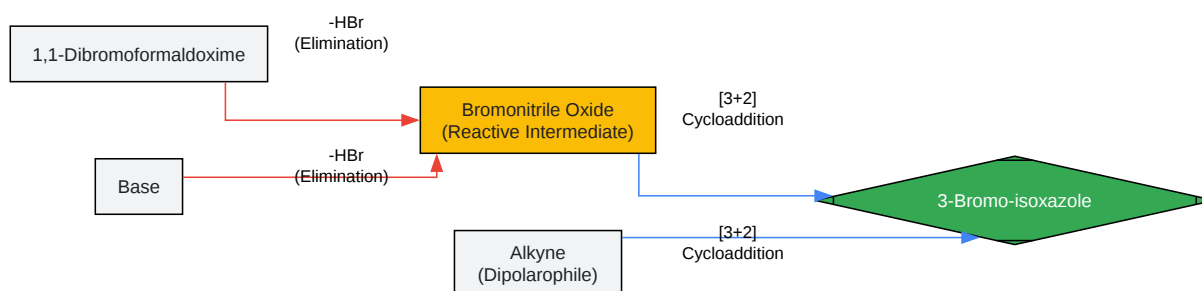 -HBr
(Elimination)
1,1-Dibromoformaldoxime
Bromonitrile Oxide
(Reactive Intermediate)
[3+2]
Cycloaddition
-HBr
(Elimination)
Base
3-Bromo-isoxazole
Alkyne
(Dipolarophile)
[3+2]
Cycloaddition